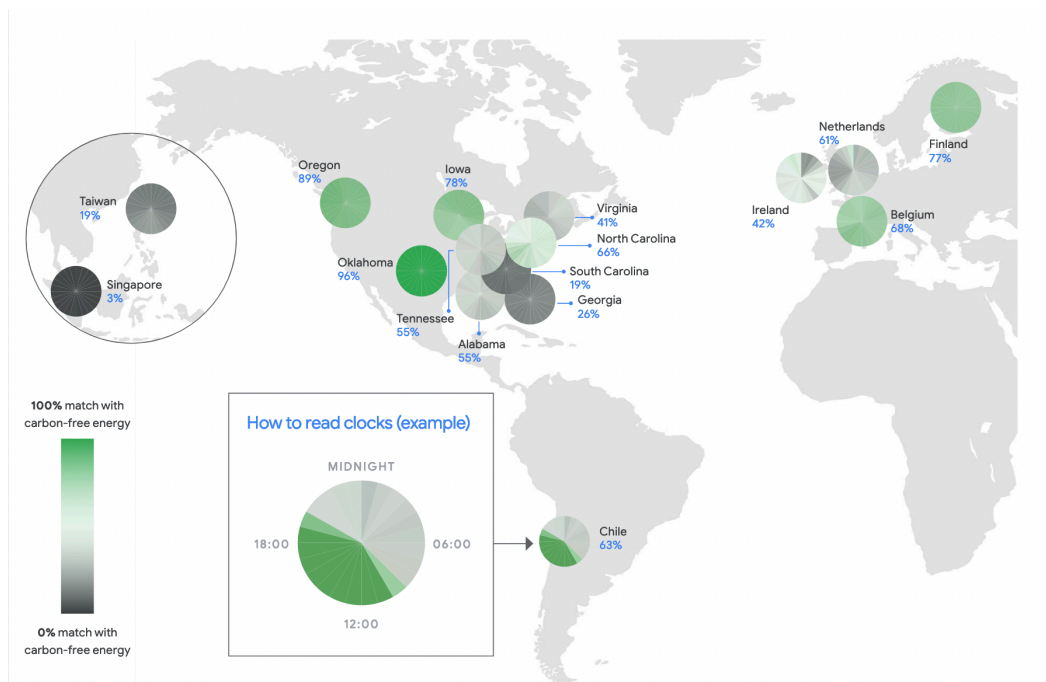 Netherlands
61%
Finland
77%
Oregon
89%
Iowa
78%
Taiwan
19%
Virginia
41%
Ireland
42%
Belgium
68%
North Carolina
66%
Oklahoma
96%
South Carolina
19%
Singapore
3%
Georgia
26%
Tennessee
55%
Alabama
55%
100% match with
carbon-free energy
0% match with
carbon-free energy
How to read clocks (example)
MIDNIGHT
18:00
06:00
12:00
Chile
63%